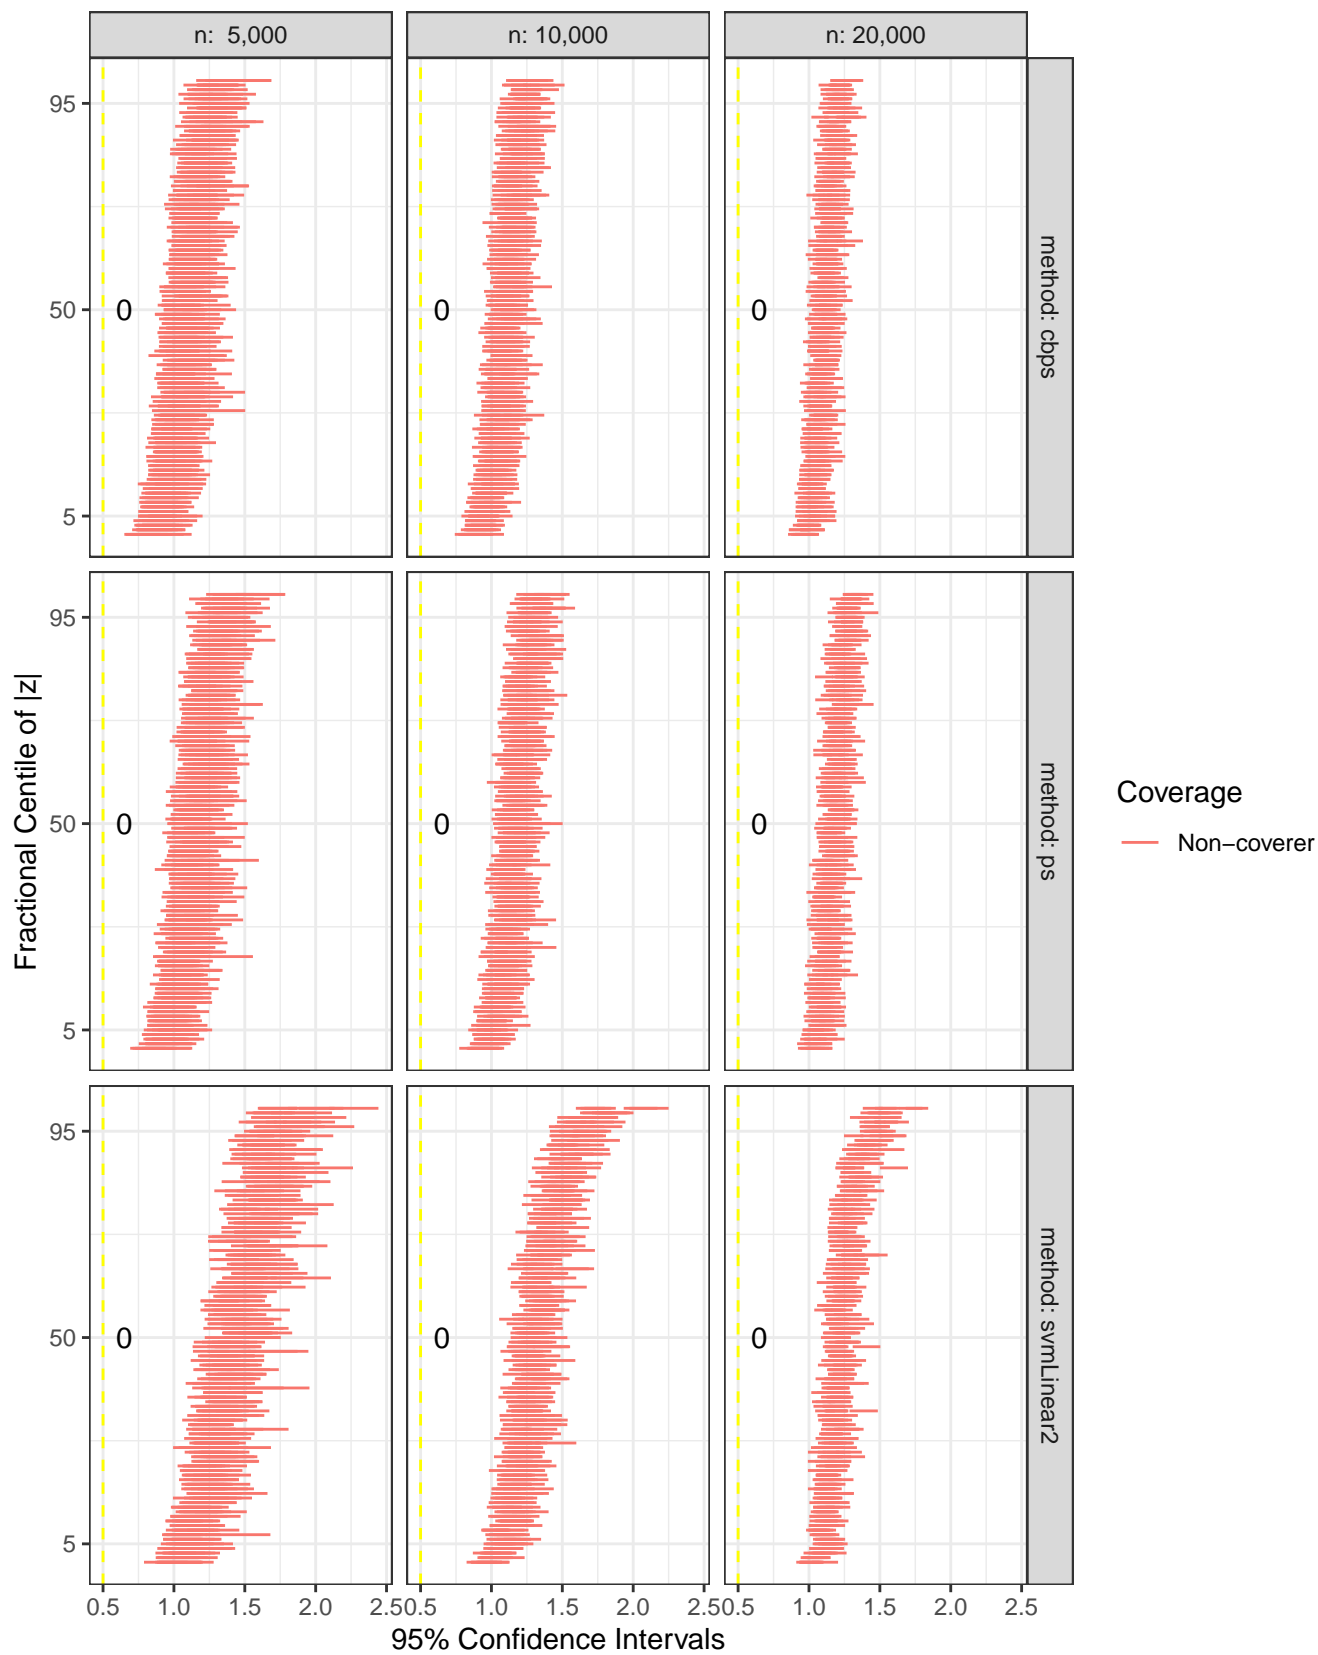 n:  5,000
n: 10,000
n: 20,000
95
50
5
0
0
0
method: cbps
95
50
5
0
0
0
method: ps
95
50
5
0
0
0
method: svmLinear2
Fractional Centile of |z|
0.5 1.0 1.5 2.0 2.5
0.5 1.0 1.5 2.0 2.5
0.5 1.0 1.5 2.0 2.5
95% Confidence Intervals
Coverage
Non−coverer